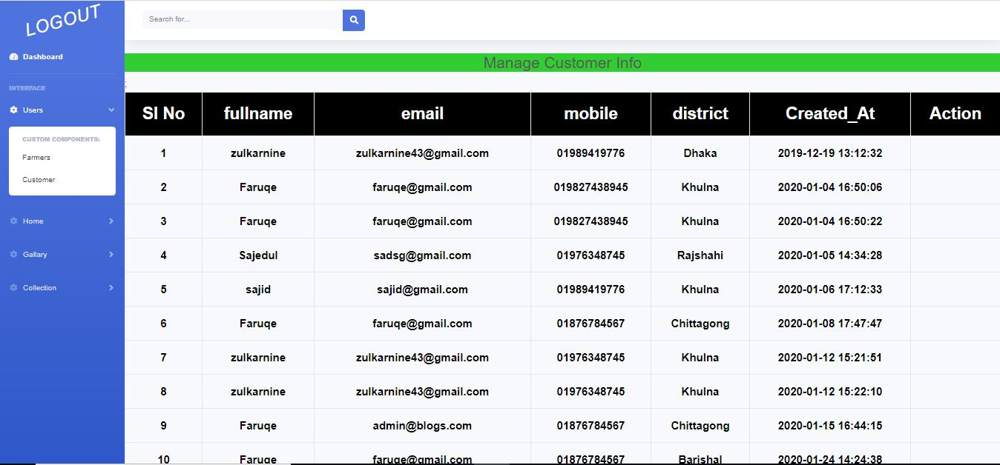 LOGOUT
Search for...
Dashboard
INTERFACE
Users
CUSTOM COMPONENTS:
Farmers
Customer
Home
Gallary
Collection
Manage Customer Info
;
Sl No fullname email mobile district Created_At Action
1 zulkarnine zulkarnine43@gmail.com 01989419776 Dhaka 2019-12-19 13:12:32
2 Faruqe faruqe@gmail.com 019827438945 Khulna 2020-01-04 16:50:06
3 Faruqe faruqe@gmail.com 019827438945 Khulna 2020-01-04 16:50:22
4 Sajedul sadsg@gmail.com 01976348745 Rajshahi 2020-01-05 14:34:28
5 sajid sajid@gmail.com 01989419776 Khulna 2020-01-06 17:12:33
6 Faruqe faruqe@gmail.com 01876784567 Chittagong 2020-01-08 17:47:47
7 zulkarnine zulkarnine43@gmail.com 01976348745 Khulna 2020-01-12 15:21:51
8 zulkarnine zulkarnine43@gmail.com 01976348745 Khulna 2020-01-12 15:22:10
9 Faruqe admin@blogs.com 01876784567 Chittagong 2020-01-15 16:44:15
10 Faruqe faruqe@gmail.com 01876784567 Barishal 2020-01-24 14:24:38